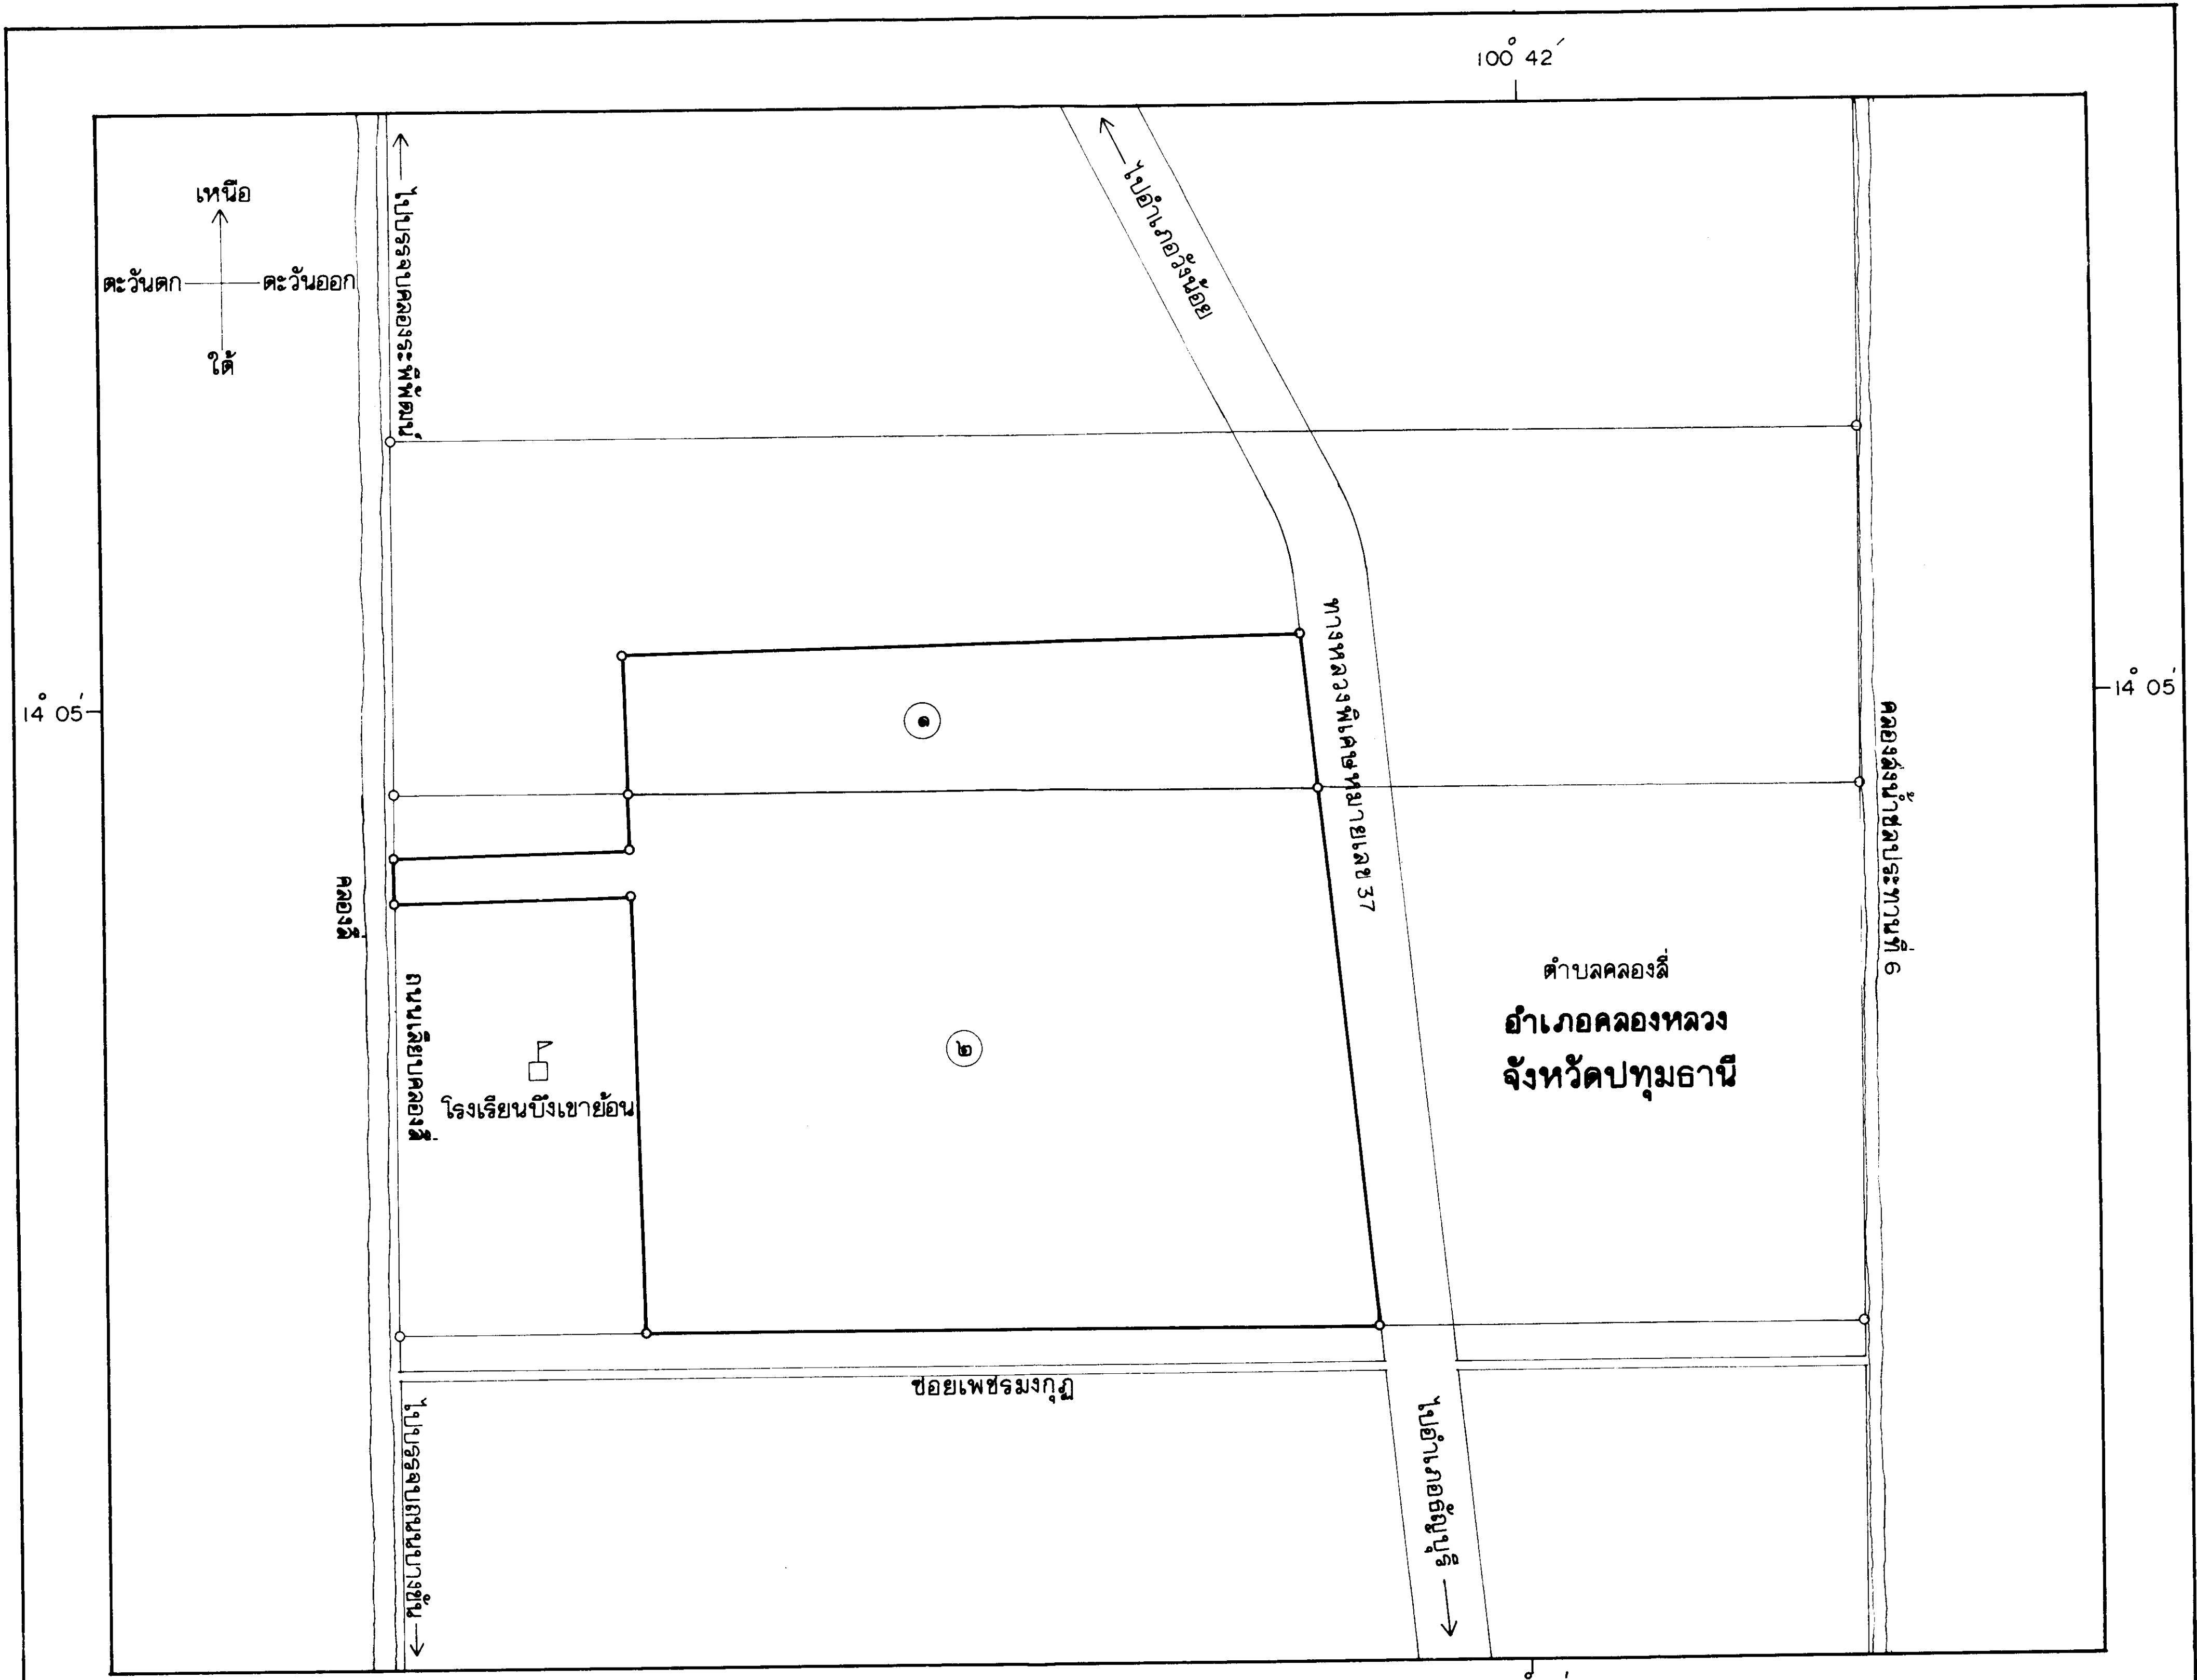 100° 42′
เหนือ
ตะวันตก
ตะวันออก
ใต้
ไปบรรจบคลองระพีพัฒน์
ไปอำเภอวังน้อย
14° 05′
14° 05′
ทางหลวงพิเศษหมายเลข 37
๑
คลองส่งน้ำชลประทานที่ 6
คลองสี่
ตำบลคลองสี่
อำเภอคลองหลวง
จังหวัดปทุมธานี
ถนนเลียบคลองสี่
โรงเรียนบึงเขาย้อน
๒
ซอยเพชรมงกุฎ
ไปบรรจบถนนบางขัน
ไปอำเภอธัญบุรี